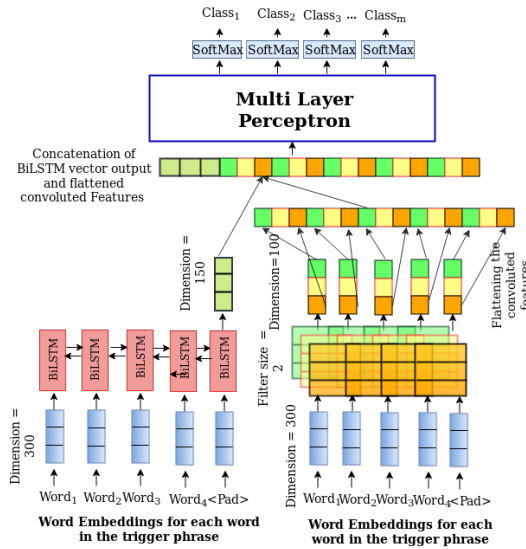 Class1 Class2 Class3 ... Classm
SoftMax SoftMax SoftMax SoftMax
Multi Layer
Perceptron
Concatenation of
BiLSTM vector output
and flattened
convoluted Features
Dimension =
150
Dimension=100
Flattening the
convoluted
features
BiLSTM BiLSTM BiLSTM BiLSTM BiLSTM
Filter size =
2
Dimension =
300
Dimension = 300
Word1 Word2 Word3 Word4 <Pad>
Word1 Word2 Word3 Word4 <Pad>
Word Embeddings for each word
in the trigger phrase
Word Embeddings for each
word in the trigger phrase